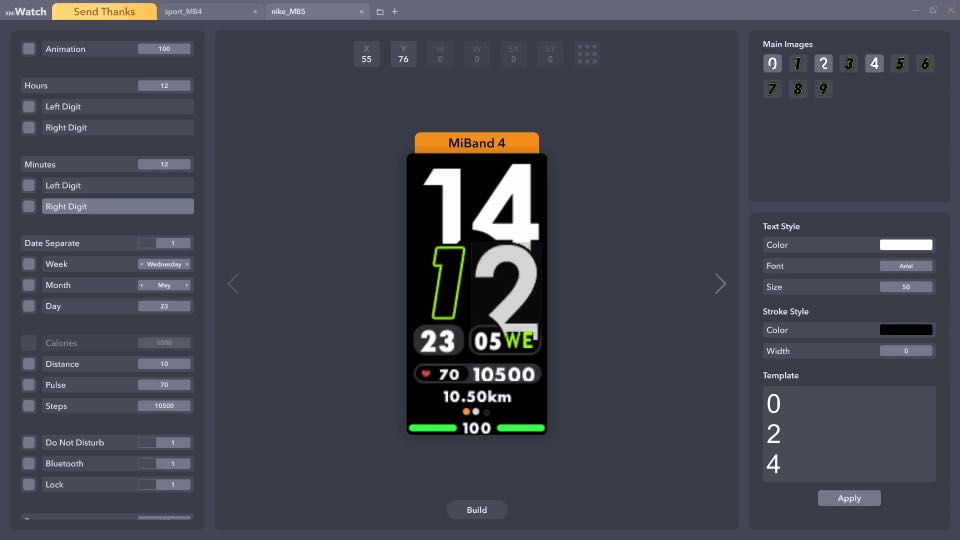 XMIWatch Send Thanks sport_MB4 × nike_MB5 × +
Animation 100
Hours 12
Left Digit
Right Digit
Minutes 12
Left Digit
Right Digit
Date Separate 1
Week ‹ Wednesday ›
Month ‹ May ›
Day 23
Calories 1000
Distance 10
Pulse 70
Steps 10500
Do Not Disturb 1
Bluetooth 1
Lock 1
X Y H W SX SY
55 76 0 0 0 0
MiBand 4
14
12
23 05 WE
70 10500
10.50km
100
Build
Main Images
0 1 2 3 4 5 6
7 8 9
Text Style
Color
Font Arial
Size 50
Stroke Style
Color
Width 0
Template
0
2
4
Apply